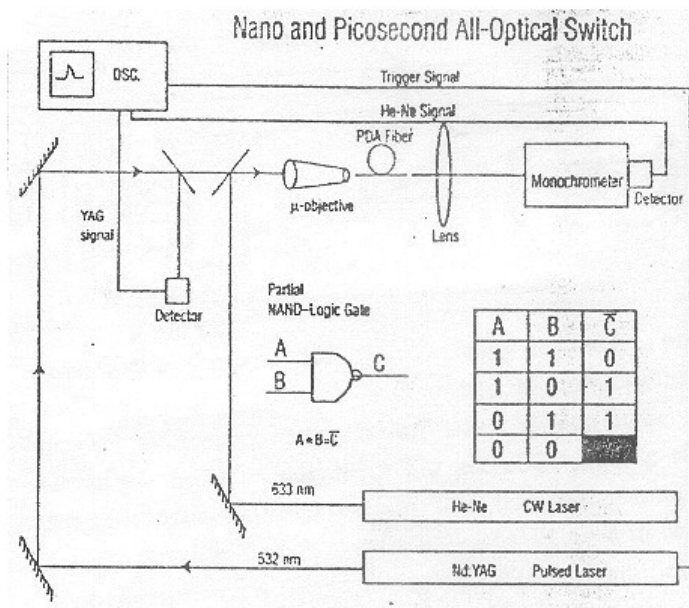 Nano and Picosecond All-Optical Switch
OSC.
Trigger Signal
He-Ne Signal
PDA Fiber
Monochrometer
Detector
μ-objective
Lens
YAG
signal
Detector
Partial
NAND-Logic Gate
A
B
C
A * B = C̅
A B C̅
1 1 0
1 0 1
0 1 1
0 0
633 nm
He-Ne CW Laser
532 nm
Nd:YAG Pulsed Laser